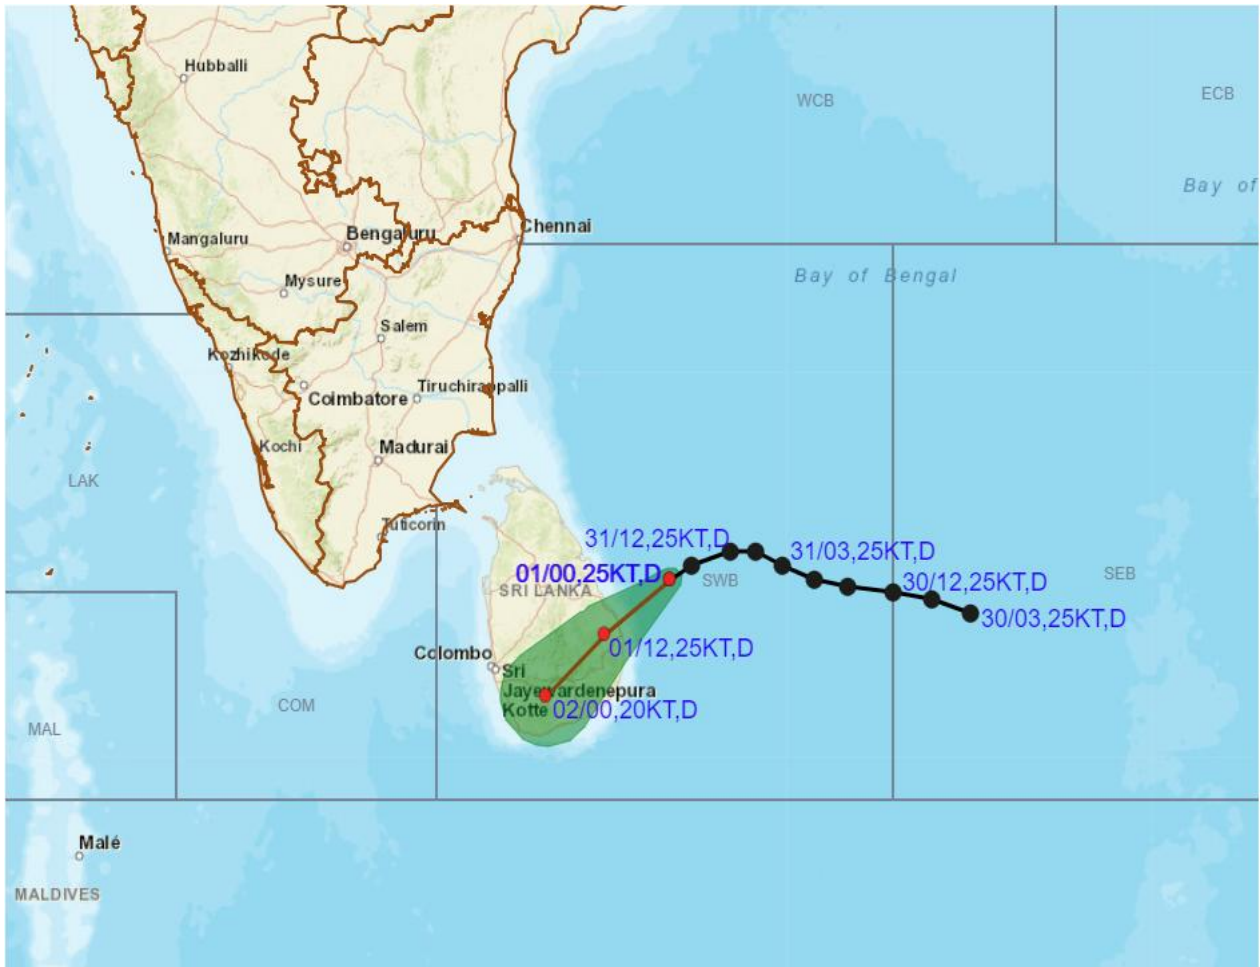 Hubballi
WCB
ECB
Bay of
Mangaluru
Bengaluru
Chennai
Bay of Bengal
Mysure
Salem
Kozhikode
Coimbatore
Tiruchirappalli
Kochi
Madurai
LAK
Tuticorin
31/12,25KT,D
31/03,25KT,D
01/00,25KT,D
SWB
30/12,25KT,D
SEB
SRI LANKA
30/03,25KT,D
Colombo
01/12,25KT,D
Sri
Jayewardenepura
Kotte
02/00,20KT,D
COM
MAL
Malé
MALDIVES